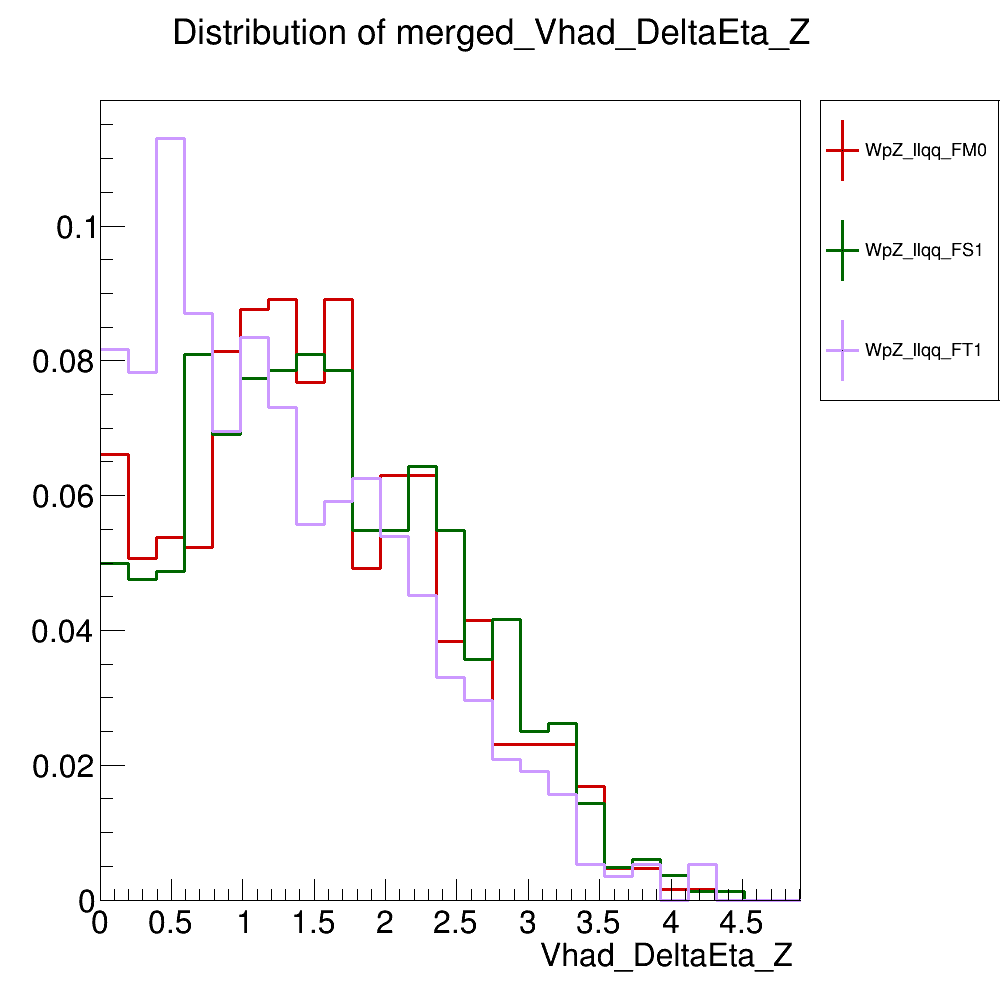 Distribution of merged_Vhad_DeltaEta_Z
WpZ_llqq_FM0
WpZ_llqq_FS1
WpZ_llqq_FT1
0.1
0.08
0.06
0.04
0.02
0
0 0.5 1 1.5 2 2.5 3 3.5 4 4.5
Vhad_DeltaEta_Z